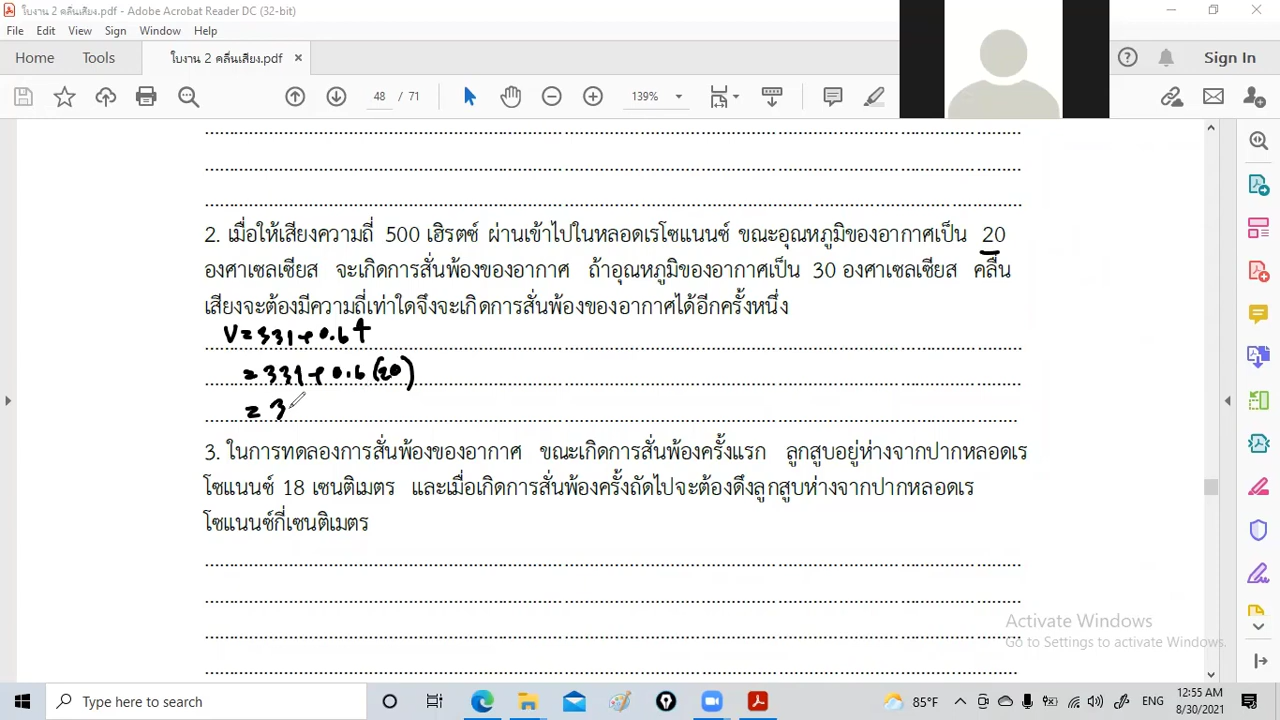 ใบงาน 2 คลื่นเสียง.pdf - Adobe Acrobat Reader DC (32-bit)
File Edit View Sign Window Help
Home Tools ใบงาน 2 คลื่นเสียง.pdf × Sign In
48 / 71 139%
2. เมื่อให้เสียงความถี่ 500 เฮิรตซ์ ผ่านเข้าไปในหลอดเรโซแนนซ์ ขณะอุณหภูมิของอากาศเป็น 20
องศาเซลเซียส จะเกิดการสั่นพ้องของอากาศ ถ้าอุณหภูมิของอากาศเป็น 30 องศาเซลเซียส คลื่น
เสียงจะต้องมีความถี่เท่าใดจึงจะเกิดการสั่นพ้องของอากาศได้อีกครั้งหนึ่ง
V = 331 + 0.6t
= 331 + 0.6 (20)
= 3
3. ในการทดลองการสั่นพ้องของอากาศ ขณะเกิดการสั่นพ้องครั้งแรก ลูกสูบอยู่ห่างจากปากหลอดเร
โซแนนซ์ 18 เซนติเมตร และเมื่อเกิดการสั่นพ้องครั้งถัดไปจะต้องดึงลูกสูบห่างจากปากหลอดเร
โซแนนซ์กี่เซนติเมตร
Activate Windows
Go to Settings to activate Windows.
Type here to search 85°F ENG 12:55 AM
8/30/2021